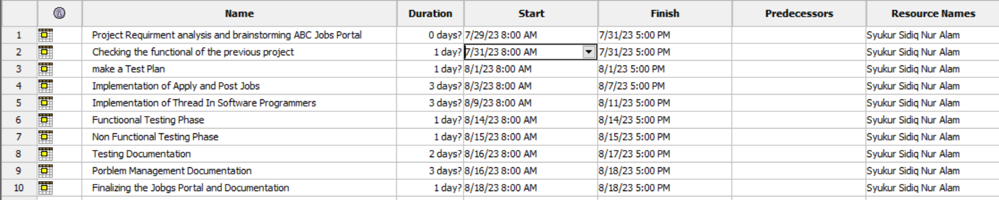 Name Duration Start Finish Predecessors Resource Names
1 Project Requirment analysis and brainstorming ABC Jobs Portal 0 days? 7/29/23 8:00 AM 7/31/23 5:00 PM Syukur Sidiq Nur Alam
2 Checking the functional of the previous project 1 day? 7/31/23 8:00 AM 7/31/23 5:00 PM Syukur Sidiq Nur Alam
3 make a Test Plan 1 day? 8/1/23 8:00 AM 8/1/23 5:00 PM Syukur Sidiq Nur Alam
4 Implementation of Apply and Post Jobs 3 days? 8/3/23 8:00 AM 8/7/23 5:00 PM Syukur Sidiq Nur Alam
5 Implementation of Thread In Software Programmers 3 days? 8/9/23 8:00 AM 8/11/23 5:00 PM Syukur Sidiq Nur Alam
6 Functioonal Testing Phase 1 day? 8/14/23 8:00 AM 8/14/23 5:00 PM Syukur Sidiq Nur Alam
7 Non Functional Testing Phase 1 day? 8/15/23 8:00 AM 8/15/23 5:00 PM Syukur Sidiq Nur Alam
8 Testing Documentation 2 days? 8/16/23 8:00 AM 8/17/23 5:00 PM Syukur Sidiq Nur Alam
9 Porblem Management Documentation 3 days? 8/16/23 8:00 AM 8/18/23 5:00 PM Syukur Sidiq Nur Alam
10 Finalizing the Jobgs Portal and Documentation 1 day? 8/18/23 8:00 AM 8/18/23 5:00 PM Syukur Sidiq Nur Alam